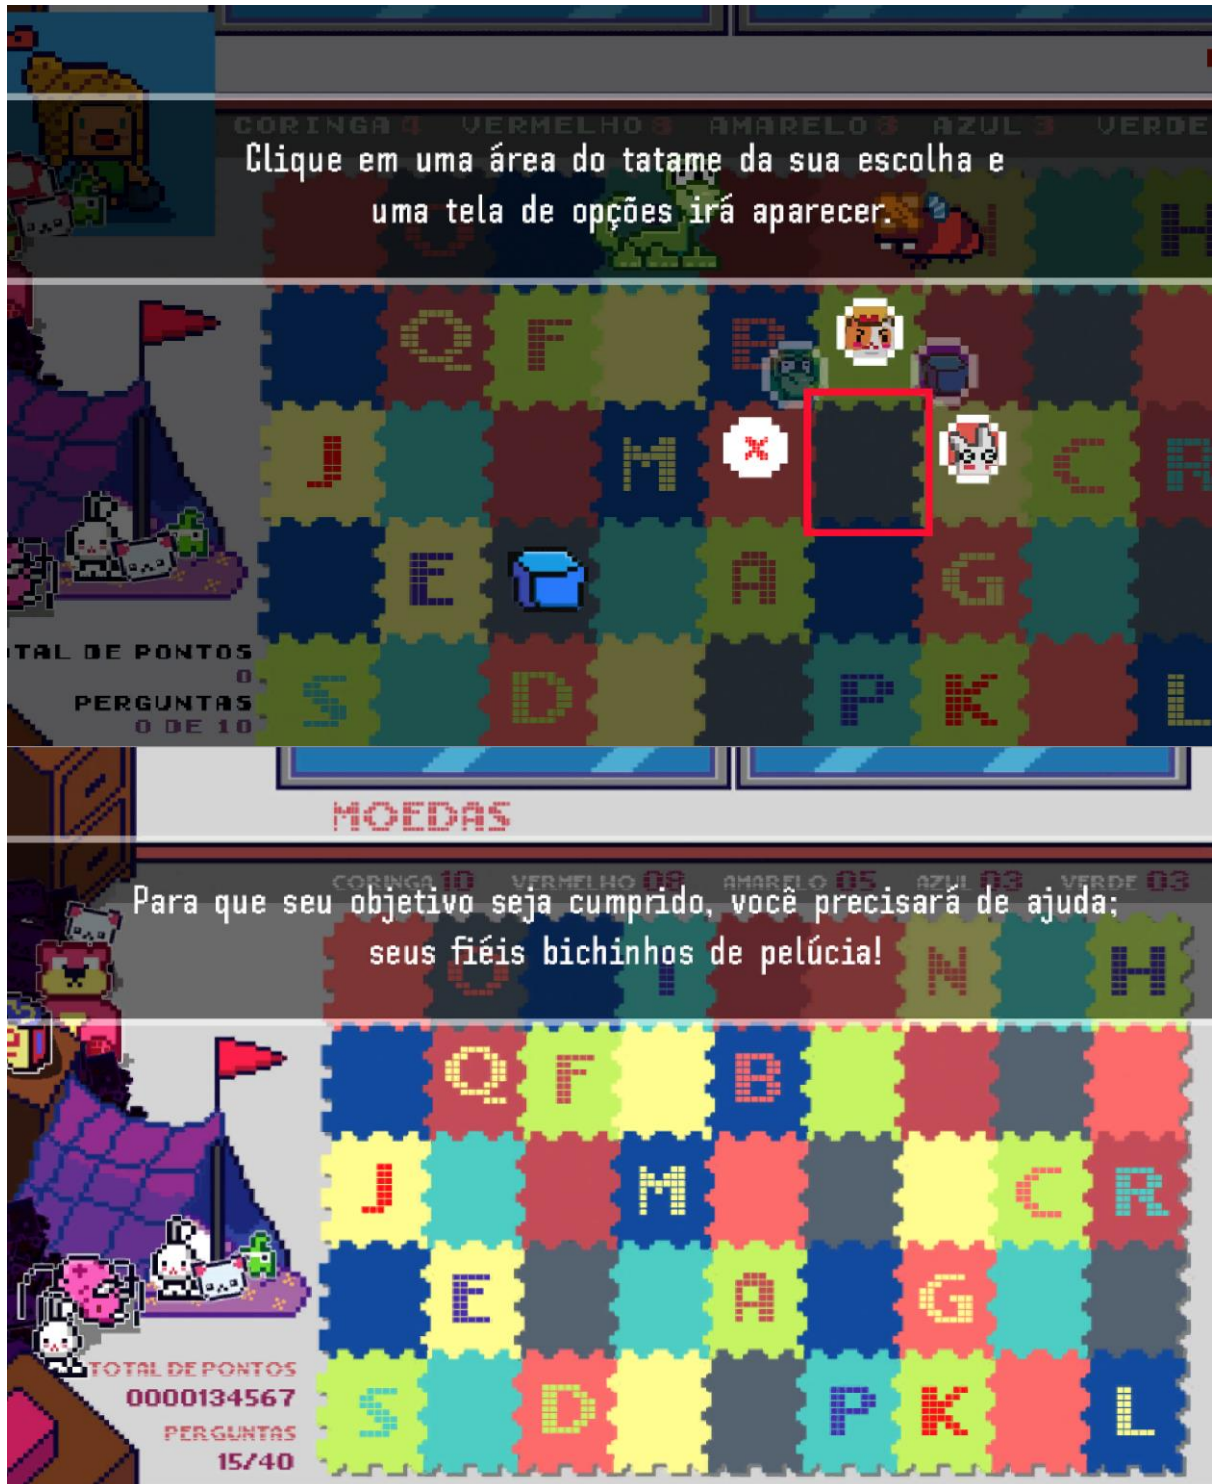 CORINGA 4 VERMELHO 3 AMARELO 3 AZUL 3 VERDE
Clique em uma área do tatame da sua escolha e
uma tela de opções irá aparecer.
N H
Q F B
X
J M C R
E A G
TAL DE PONTOS
0
PERGUNTAS
0 DE 10
S D P K L
MOEDAS
CORINGA 10 VERMELHO 08 AMARELO 05 AZUL 03 VERDE 03
Para que seu objetivo seja cumprido, você precisará de ajuda;
seus fiéis bichinhos de pelúcia!
O I N H
Q F B
J M C R
E A G
TOTAL DE PONTOS
0000134567
PERGUNTAS
15/40
S D P K L